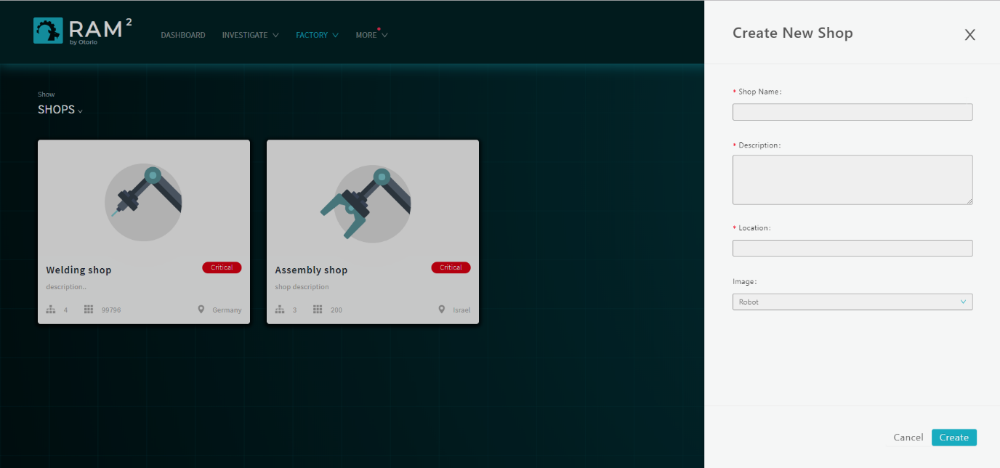 RAM²
by Otorio
DASHBOARD INVESTIGATE FACTORY MORE
Show
SHOPS
Welding shop Critical
description..
4 99796 Germany
Assembly shop Critical
shop description
3 200 Israel
Create New Shop
* Shop Name:
* Description:
* Location:
Image:
Robot
Cancel Create